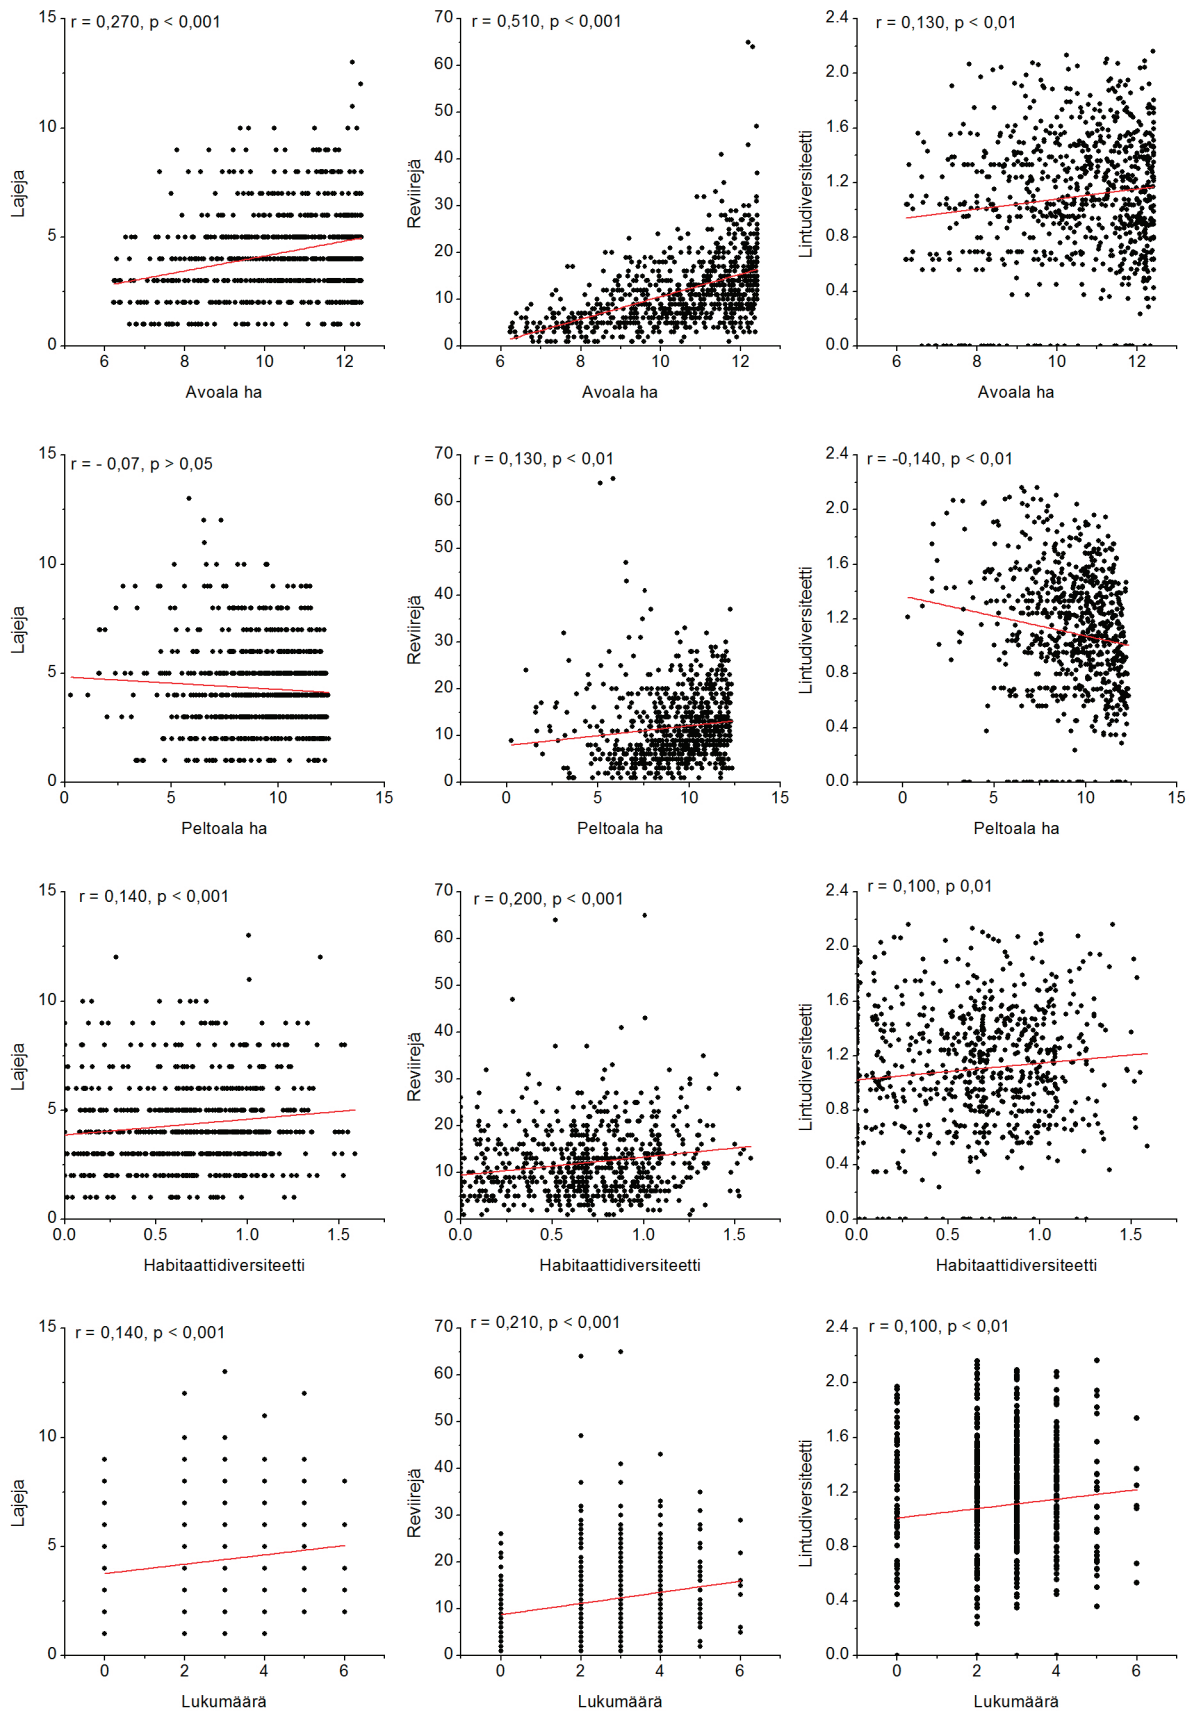 r = 0,270, p < 0,001
15
10
5
0
Lajeja
6 8 10 12
Avoala ha
r = 0,510, p < 0,001
70
60
50
40
30
20
10
0
Reviirejä
6 8 10 12
Avoala ha
r = 0,130, p < 0,01
2.4
2.0
1.6
1.2
0.8
0.4
0.0
Lintudiversiteetti
6 8 10 12
Avoala ha
r = - 0,07, p > 0,05
15
10
5
0
Lajeja
0 5 10 15
Peltoala ha
r = 0,130, p < 0,01
70
60
50
40
30
20
10
0
Reviirejä
0 5 10 15
Peltoala ha
r = -0,140, p < 0,01
2.4
2.0
1.6
1.2
0.8
0.4
0.0
Lintudiversiteetti
0 5 10 15
Peltoala ha
r = 0,140, p < 0,001
15
10
5
0
Lajeja
0.0 0.5 1.0 1.5
Habitaattidiversiteetti
r = 0,200, p < 0,001
70
60
50
40
30
20
10
0
Reviirejä
0.0 0.5 1.0 1.5
Habitaattidiversiteetti
r = 0,100, p 0,01
2.4
2.0
1.6
1.2
0.8
0.4
0.0
Lintudiversiteetti
0.0 0.5 1.0 1.5
Habitaattidiversiteetti
r = 0,140, p < 0,001
15
10
5
0
Lajeja
0 2 4 6
Lukumäärä
r = 0,210, p < 0,001
70
60
50
40
30
20
10
0
Reviirejä
0 2 4 6
Lukumäärä
r = 0,100, p < 0,01
2.4
2.0
1.6
1.2
0.8
0.4
0.0
Lintudiversiteetti
0 2 4 6
Lukumäärä